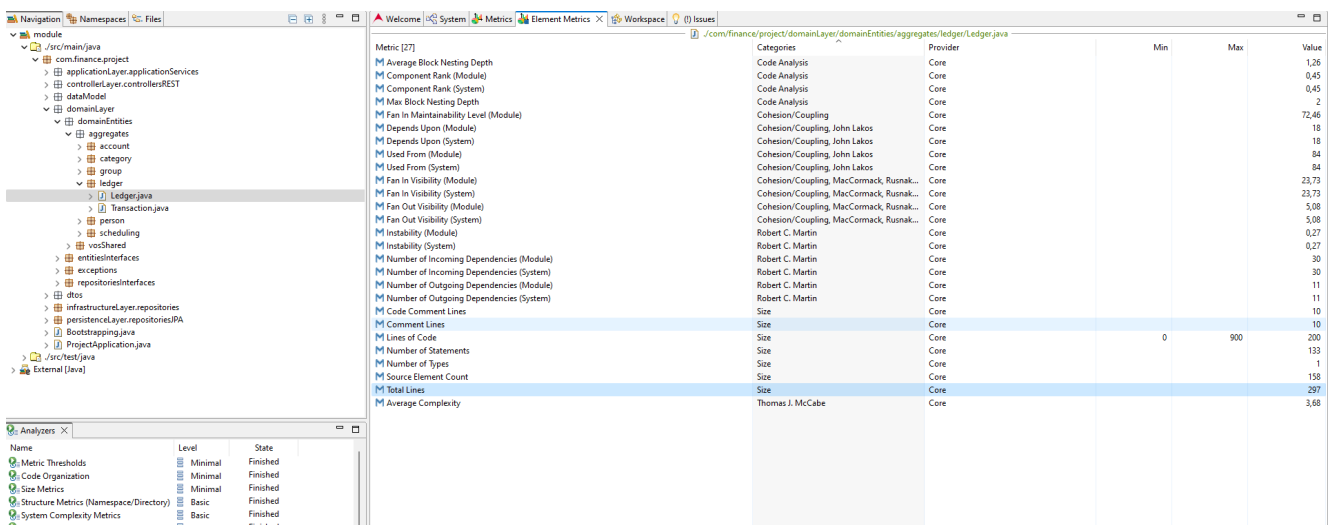 Navigation Namespaces Files
module
./src/main/java
com.finance.project
applicationLayer.applicationServices
controllerLayer.controllersREST
dataModel
domainLayer
domainEntities
aggregates
account
category
group
ledger
Ledger.java
Transaction.java
person
scheduling
vosShared
entitiesInterfaces
exceptions
repositoriesInterfaces
dtos
infrastructureLayer.repositories
persistenceLayer.repositoriesJPA
Bootstrapping.java
ProjectApplication.java
./src/test/java
External [Java]
Analyzers
Name Level State
Metric Thresholds Minimal Finished
Code Organization Minimal Finished
Size Metrics Minimal Finished
Structure Metrics (Namespace/Directory) Basic Finished
System Complexity Metrics Basic Finished
Welcome System Metrics Element Metrics Workspace (!) Issues
./com/finance/project/domainLayer/domainEntities/aggregates/ledger/Ledger.java
Metric [27] Categories Provider Min Max Value
Average Block Nesting Depth Code Analysis Core 1,26
Component Rank (Module) Code Analysis Core 0,45
Component Rank (System) Code Analysis Core 0,45
Max Block Nesting Depth Code Analysis Core 2
Fan In Maintainability Level (Module) Cohesion/Coupling Core 72,46
Depends Upon (Module) Cohesion/Coupling, John Lakos Core 18
Depends Upon (System) Cohesion/Coupling, John Lakos Core 18
Used From (Module) Cohesion/Coupling, John Lakos Core 84
Used From (System) Cohesion/Coupling, John Lakos Core 84
Fan In Visibility (Module) Cohesion/Coupling, MacCormack, Rusnak... Core 23,73
Fan In Visibility (System) Cohesion/Coupling, MacCormack, Rusnak... Core 23,73
Fan Out Visibility (Module) Cohesion/Coupling, MacCormack, Rusnak... Core 5,08
Fan Out Visibility (System) Cohesion/Coupling, MacCormack, Rusnak... Core 5,08
Instability (Module) Robert C. Martin Core 0,27
Instability (System) Robert C. Martin Core 0,27
Number of Incoming Dependencies (Module) Robert C. Martin Core 30
Number of Incoming Dependencies (System) Robert C. Martin Core 30
Number of Outgoing Dependencies (Module) Robert C. Martin Core 11
Number of Outgoing Dependencies (System) Robert C. Martin Core 11
Code Comment Lines Size Core 10
Comment Lines Size Core 10
Lines of Code Size Core 0 900 200
Number of Statements Size Core 133
Number of Types Size Core 1
Source Element Count Size Core 158
Total Lines Size Core 297
Average Complexity Thomas J. McCabe Core 3,68